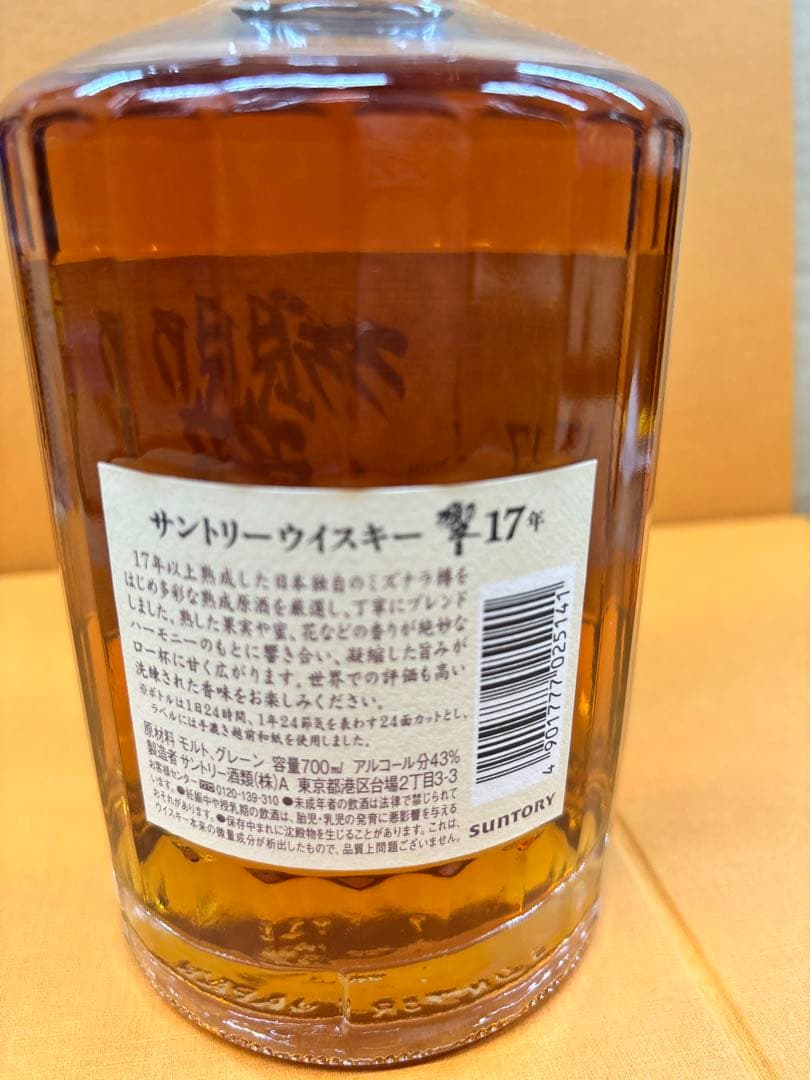 サントリーウイスキー 響 17年
17年以上熟成した日本独自のミズナラ樽を
はじめ多彩な熟成原酒を厳選し、丁寧にブレンド
しました。熟した果実や蜜、花などの香りが絶妙な
ハーモニーのもとに響き合い、凝縮した旨みが
口一杯に甘く広がります。世界での評価も高い
洗練された香味をお楽しみください。
※ボトルは1日24時間、1年24節気を表わす24面カットとし、
ラベルには手漉き越前和紙を使用しました。
原材料 モルト、グレーン 容量700ml アルコール分43%
製造者 サントリー酒類(株)A 東京都港区台場2丁目3-3
お客様センター 0120-139-310 ●未成年者の飲酒は法律で禁じられて
います。●妊娠中や授乳期の飲酒は、胎児・乳児の発育に悪影響を与える
おそれがあります。●保存中まれに沈殿物を生じることがあります。これは、
ウイスキー本来の微量成分が析出したもので、品質上問題ございません。
4 901777 025141
SUNTORY